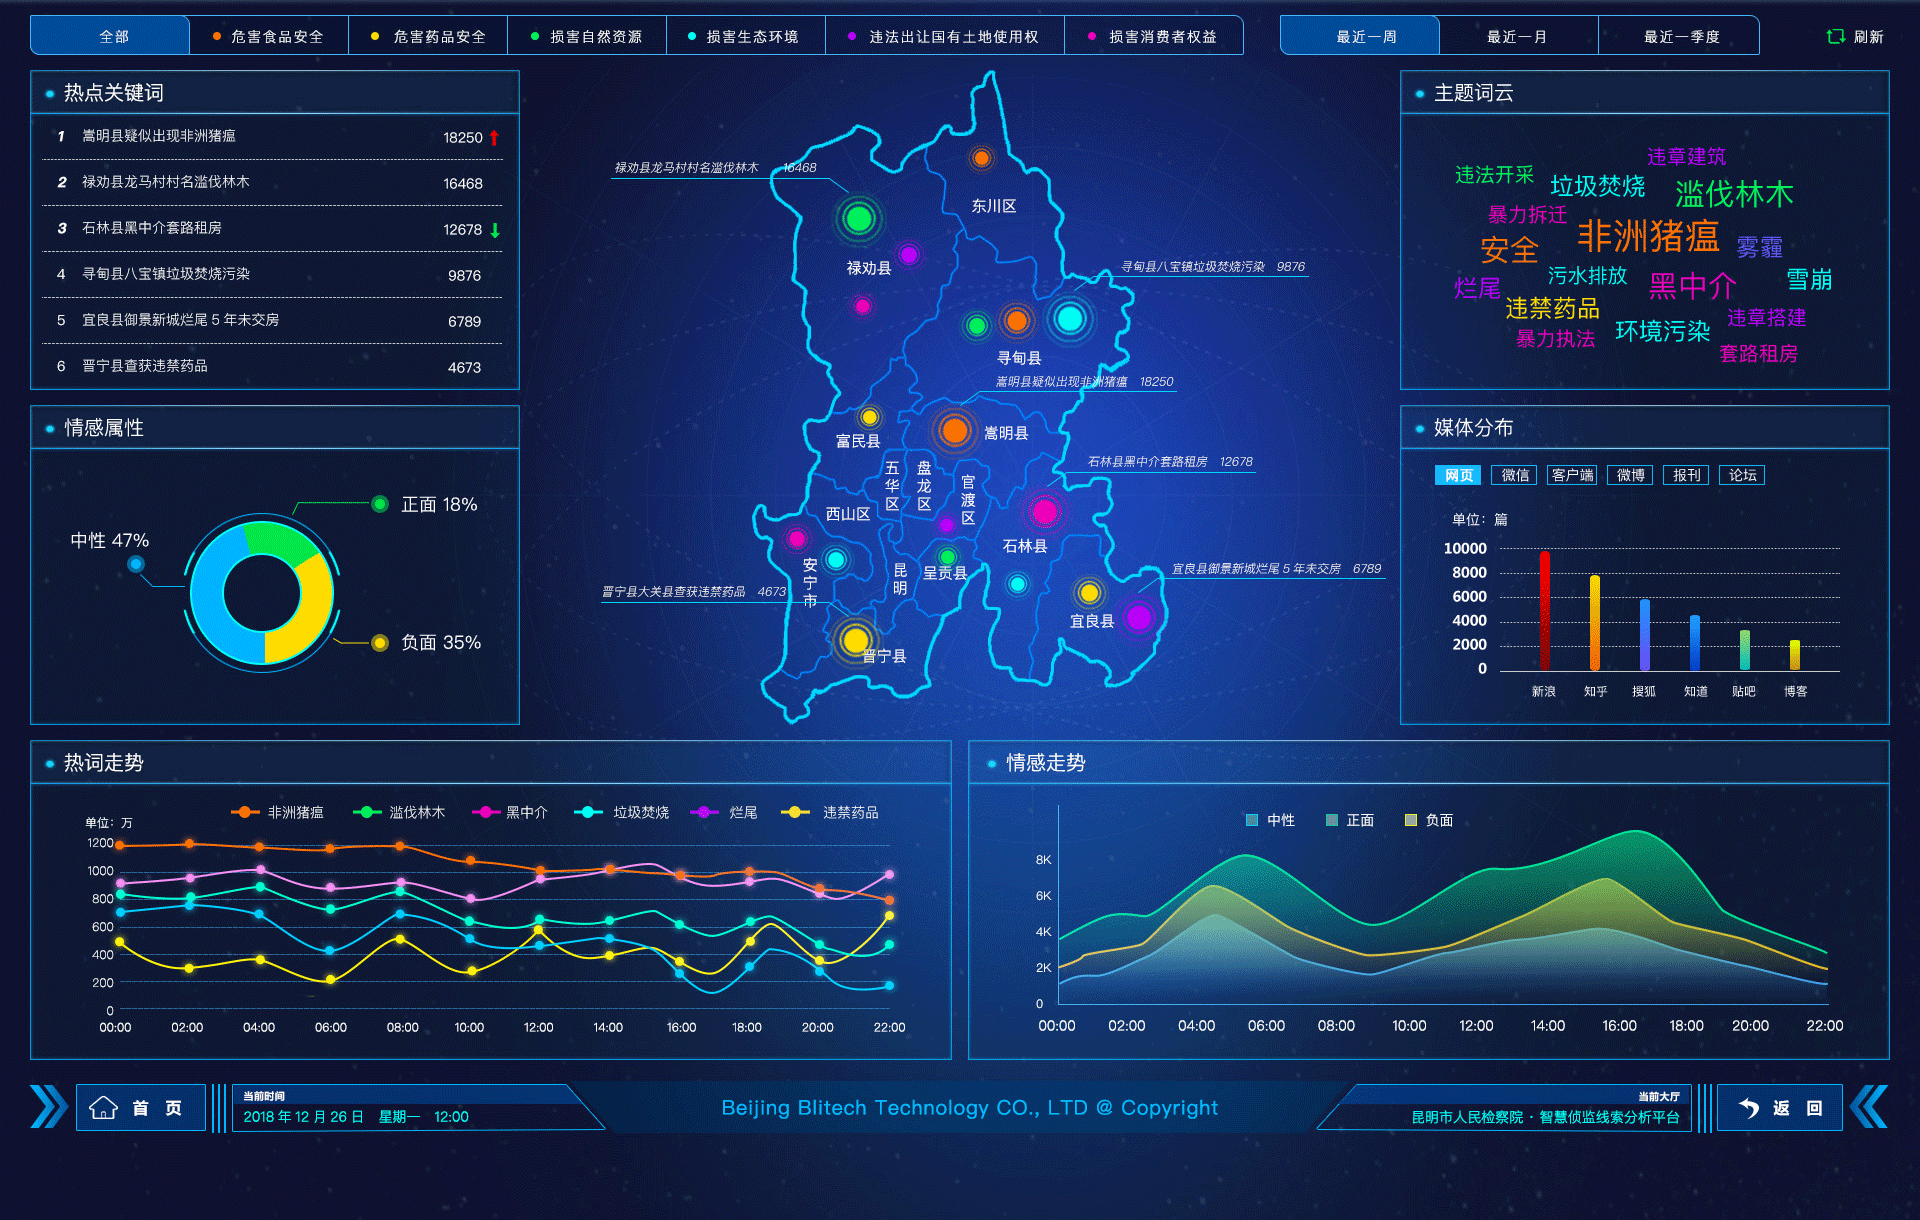 全部
危害食品安全
危害药品安全
损害自然资源
损害生态环境
违法出让国有土地使用权
损害消费者权益
最近一周
最近一月
最近一季度
刷新
热点关键词
1 嵩明县疑似出现非洲猪瘟 18250
2 禄劝县龙马村村名滥伐林木 16468
3 石林县黑中介套路租房 12678
4 寻甸县八宝镇垃圾焚烧污染 9876
5 宜良县御景新城烂尾 5 年未交房 6789
6 晋宁县查获违禁药品 4673
情感属性
正面 18%
中性 47%
负面 35%
禄劝县龙马村村名滥伐林木 16468
东川区
禄劝县
寻甸县八宝镇垃圾焚烧污染 9876
寻甸县
嵩明县疑似出现非洲猪瘟 18250
富民县
嵩明县
石林县黑中介套路租房 12678
五华区
盘龙区
官渡区
西山区
石林县
安宁市
昆明
呈贡县
宜良县御景新城烂尾 5 年未交房 6789
晋宁县大关县查获违禁药品 4673
宜良县
晋宁县
主题词云
违章建筑
违法开采
垃圾焚烧
滥伐林木
暴力拆迁
非洲猪瘟
安全
雾霾
污水排放
黑中介
雪崩
烂尾
违禁药品
违章搭建
暴力执法
环境污染
套路租房
媒体分布
网页 微信 客户端 微博 报刊 论坛
单位：篇
10000
8000
6000
4000
2000
0
新浪 知乎 搜狐 知道 贴吧 博客
热词走势
非洲猪瘟 滥伐林木 黑中介 垃圾焚烧 烂尾 违禁药品
单位：万
1200
1000
800
600
400
200
0
00:00 02:00 04:00 06:00 08:00 10:00 12:00 14:00 16:00 18:00 20:00 22:00
情感走势
中性 正面 负面
8K
6K
4K
2K
0
00:00 02:00 04:00 06:00 08:00 10:00 12:00 14:00 16:00 18:00 20:00 22:00
首 页
当前时间
2018 年 12 月 26 日 星期一 12:00
Beijing Blitech Technology CO., LTD @ Copyright
当前大厅
昆明市人民检察院 · 智慧侦监线索分析平台
返 回